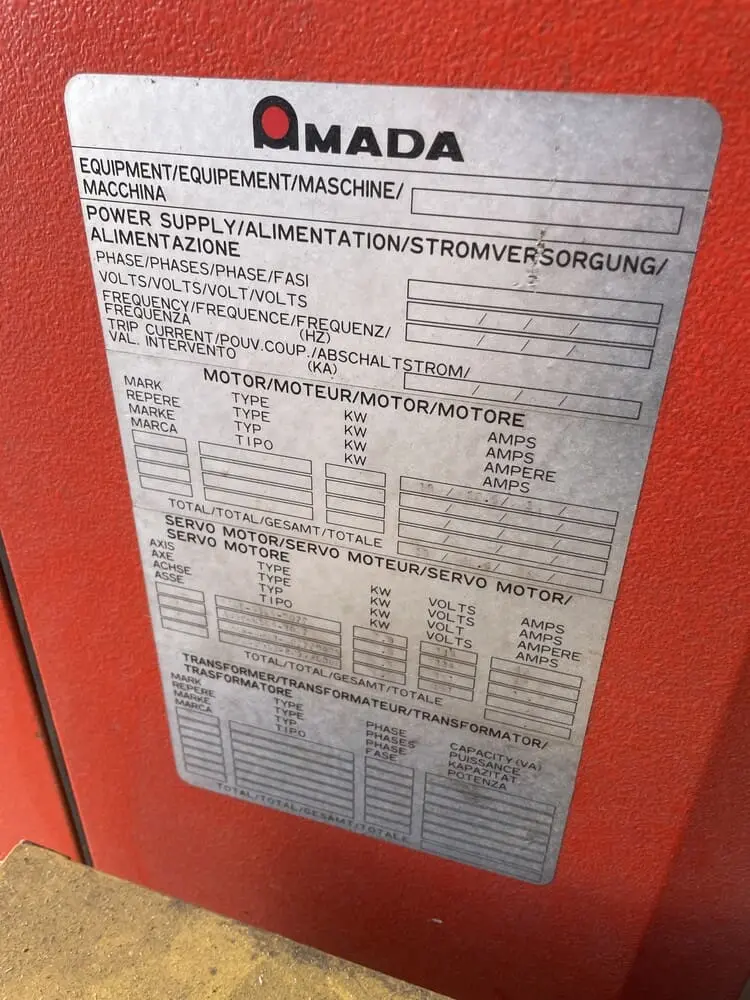 AMADA
EQUIPMENT/EQUIPEMENT/MASCHINE/
MACCHINA
POWER SUPPLY/ALIMENTATION/STROMVERSORGUNG/
ALIMENTAZIONE
PHASE/PHASES/PHASE/FASI
VOLTS/VOLTS/VOLT/VOLTS
FREQUENCY/FREQUENCE/FREQUENZ/
FREQUENZA (HZ)
TRIP CURRENT/POUV.COUP./ABSCHALTSTROM/
VAL. INTERVENTO (KA)
MOTOR/MOTEUR/MOTOR/MOTORE
MARK TYPE KW AMPS
REPERE TYPE KW AMPS
MARKE TYP KW AMPERE
MARCA TIPO KW AMPS
TOTAL/TOTAL/GESAMT/TOTALE
SERVO MOTOR/SERVO MOTEUR/SERVO MOTOR/
SERVO MOTORE
AXIS TYPE KW VOLTS AMPS
AXE TYPE KW VOLTS AMPS
ACHSE TYP KW VOLT AMPERE
ASSE TIPO KW VOLTS AMPS
TOTAL/TOTAL/GESAMT/TOTALE
TRANSFORMER/TRANSFORMATEUR/TRANSFORMATOR/
TRASFORMATORE
MARK TYPE PHASE CAPACITY (VA)
REPERE TYPE PHASES PUISSANCE
MARKE TYP PHASE KAPAZITAT
MARCA TIPO FASE POTENZA
TOTAL/TOTAL/GESAMT/TOTALE